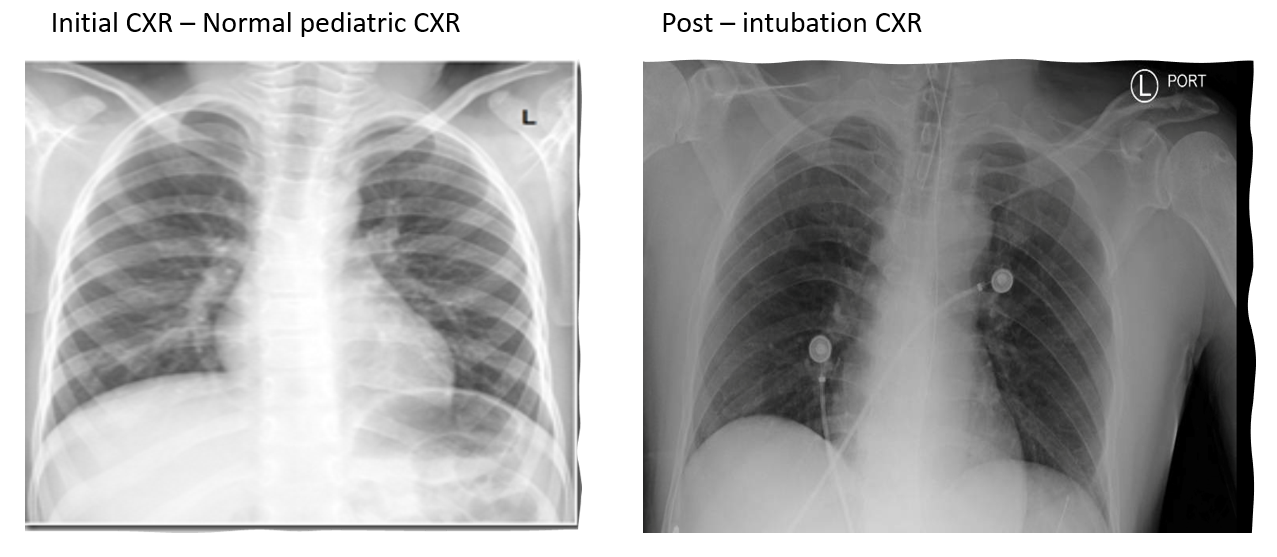 Initial CXR – Normal pediatric CXR
Post – intubation CXR
L
L PORT